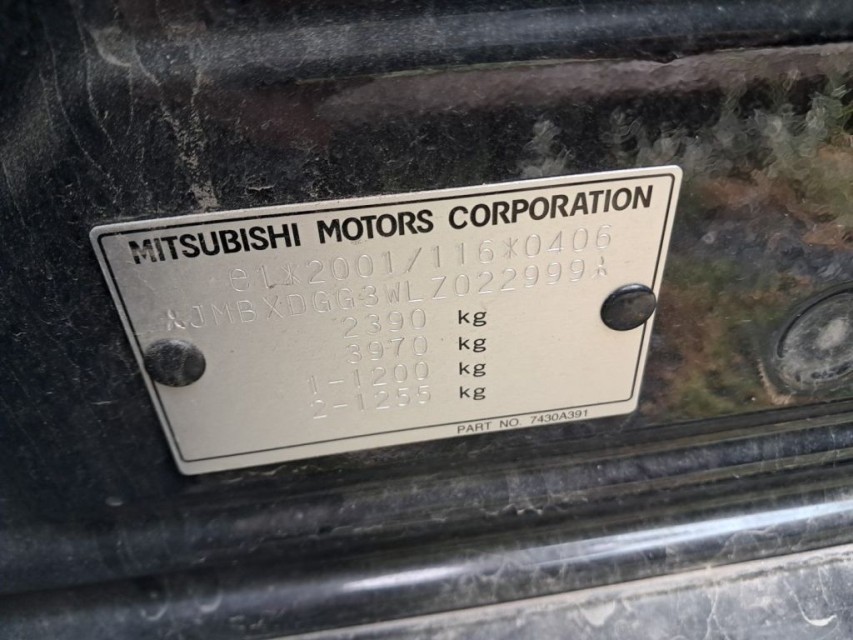 MITSUBISHI MOTORS CORPORATION
e1*2001/116*0406
*JMBXDGG3WLZ022999*
2390 kg
3970 kg
1-1200 kg
2-1255 kg
PART NO. 7430A391